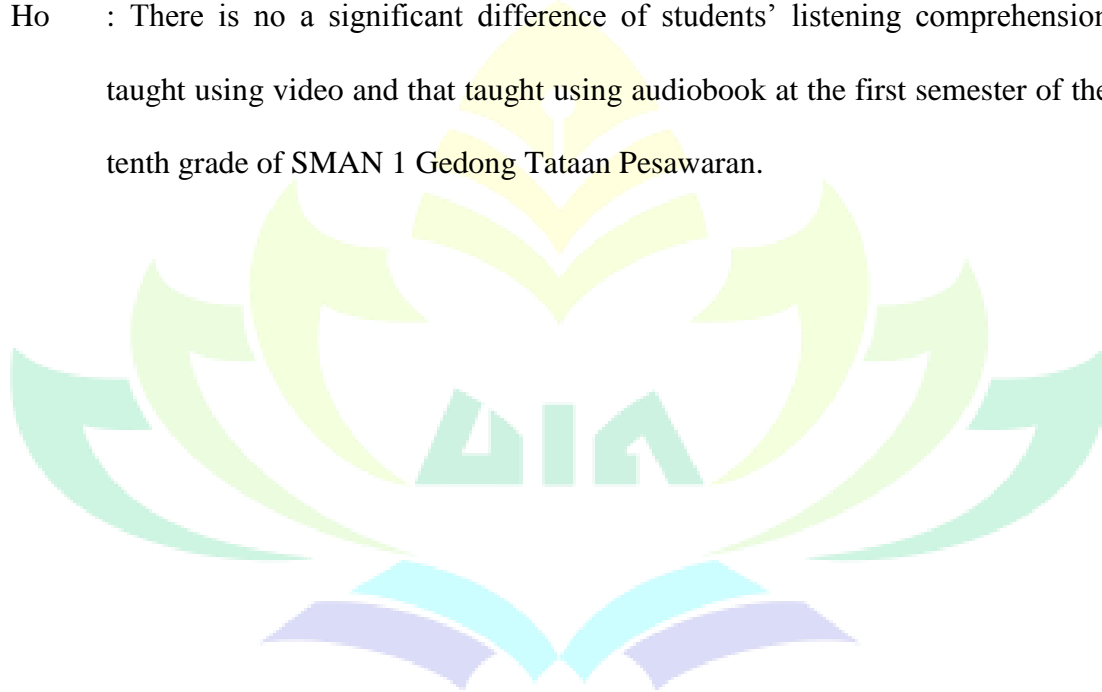 Ho : There is no a significant difference of students’ listening comprehension
taught using video and that taught using audiobook at the first semester of the
tenth grade of SMAN 1 Gedong Tataan Pesawaran.
UIN